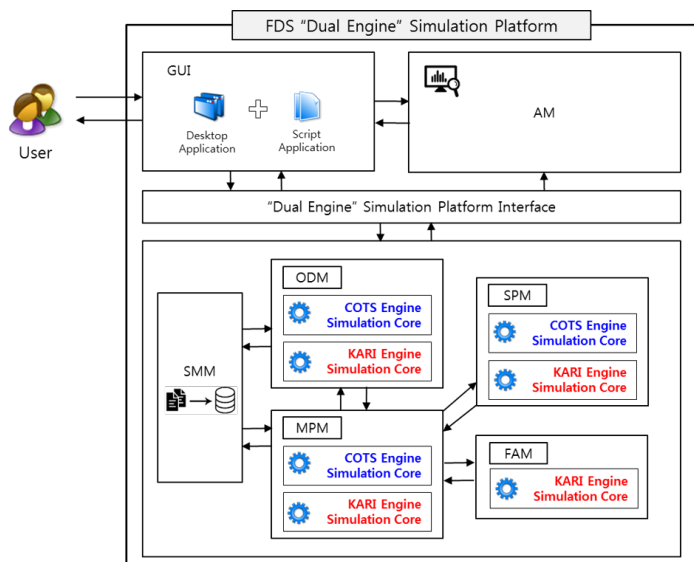 FDS “Dual Engine” Simulation Platform
GUI
Desktop
Application
Script
Application
AM
User
“Dual Engine” Simulation Platform Interface
ODM
COTS Engine
Simulation Core
KARI Engine
Simulation Core
SPM
COTS Engine
Simulation Core
KARI Engine
Simulation Core
SMM
MPM
COTS Engine
Simulation Core
KARI Engine
Simulation Core
FAM
KARI Engine
Simulation Core